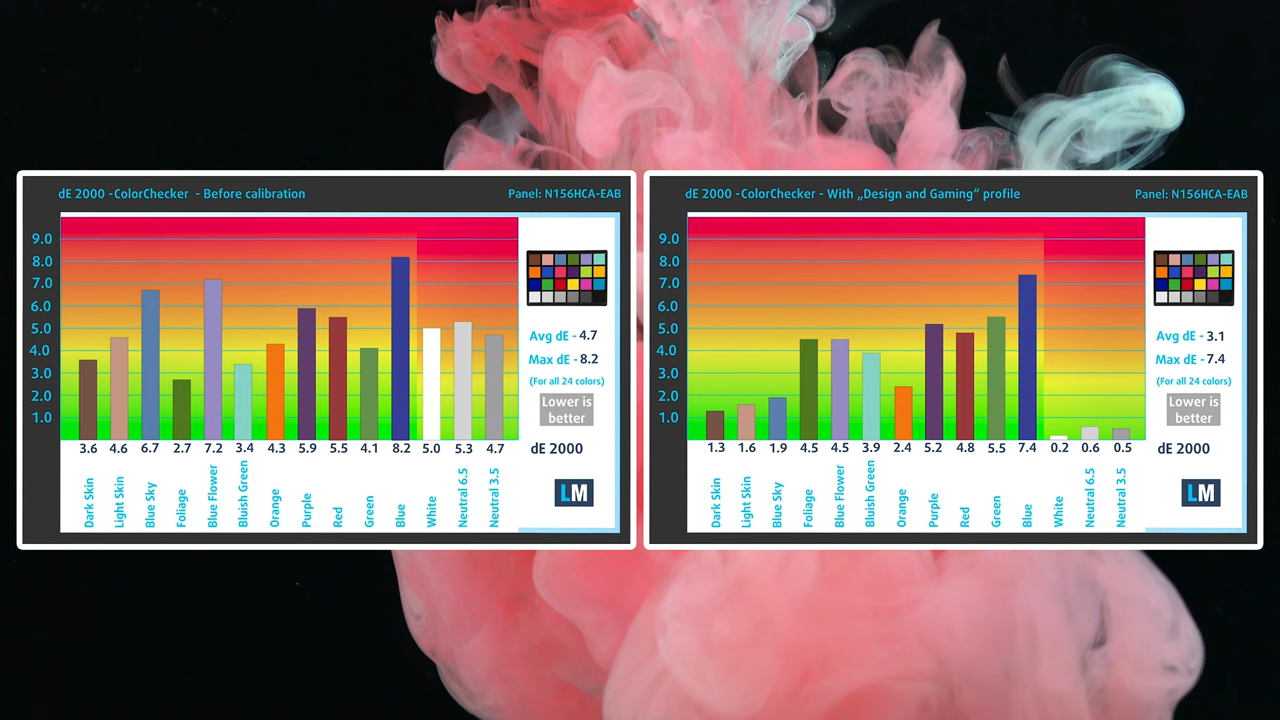 dE 2000 -ColorChecker - Before calibration
Panel: N156HCA-EAB
9.0
8.0
7.0
6.0
5.0
4.0
3.0
2.0
1.0
Avg dE - 4.7
Max dE - 8.2
(For all 24 colors)
Lower is
better
3.6 4.6 6.7 2.7 7.2 3.4 4.3 5.9 5.5 4.1 8.2 5.0 5.3 4.7
dE 2000
Dark Skin
Light Skin
Blue Sky
Foliage
Blue Flower
Bluish Green
Orange
Purple
Red
Green
Blue
White
Neutral 6.5
Neutral 3.5
LM
dE 2000 -ColorChecker - With „Design and Gaming“ profile
Panel: N156HCA-EAB
9.0
8.0
7.0
6.0
5.0
4.0
3.0
2.0
1.0
Avg dE - 3.1
Max dE - 7.4
(For all 24 colors)
Lower is
better
1.3 1.6 1.9 4.5 4.5 3.9 2.4 5.2 4.8 5.5 7.4 0.2 0.6 0.5
dE 2000
Dark Skin
Light Skin
Blue Sky
Foliage
Blue Flower
Bluish Green
Orange
Purple
Red
Green
Blue
White
Neutral 6.5
Neutral 3.5
LM